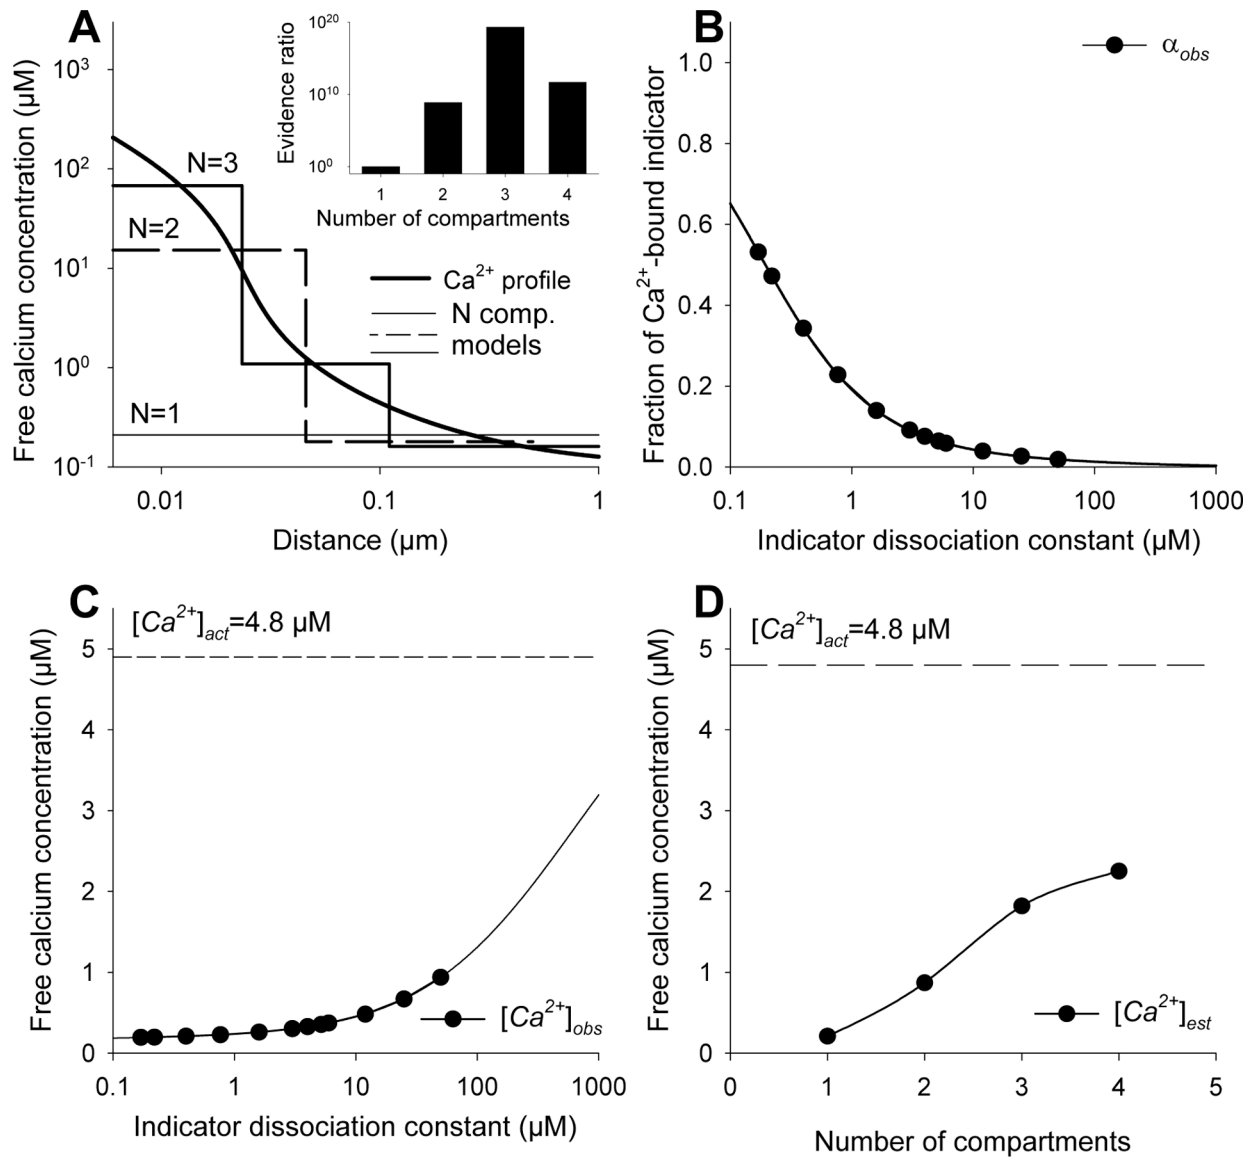 A
Free calcium concentration (µM)
10³
10²
10¹
10⁰
10⁻¹
N=3
N=2
N=1
0.01
0.1
1
Distance (µm)
Evidence ratio
10²⁰
10¹⁰
10⁰
1
2
3
4
Number of compartments
Ca²⁺ profile
N comp.
models
B
Fraction of Ca²⁺-bound indicator
1.0
0.8
0.6
0.4
0.2
0.0
0.1
1
10
100
1000
Indicator dissociation constant (µM)
αobs
C
Free calcium concentration (µM)
[Ca²⁺]act=4.8 µM
5
4
3
2
1
0
0.1
1
10
100
1000
Indicator dissociation constant (µM)
[Ca²⁺]obs
D
Free calcium concentration (µM)
[Ca²⁺]act=4.8 µM
5
4
3
2
1
0
0
1
2
3
4
5
Number of compartments
[Ca²⁺]est